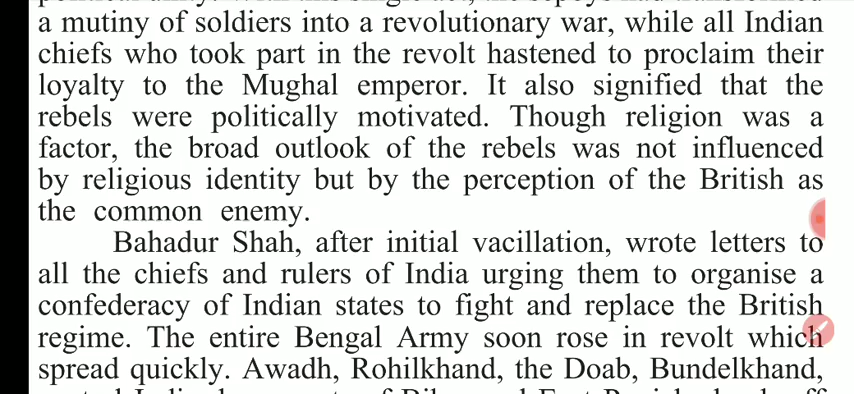 a mutiny of soldiers into a revolutionary war, while all Indian
chiefs who took part in the revolt hastened to proclaim their
loyalty to the Mughal emperor. It also signified that the
rebels were politically motivated. Though religion was a
factor, the broad outlook of the rebels was not influenced
by religious identity but by the perception of the British as
the common enemy.
Bahadur Shah, after initial vacillation, wrote letters to
all the chiefs and rulers of India urging them to organise a
confederacy of Indian states to fight and replace the British
regime. The entire Bengal Army soon rose in revolt which
spread quickly. Awadh, Rohilkhand, the Doab, Bundelkhand,